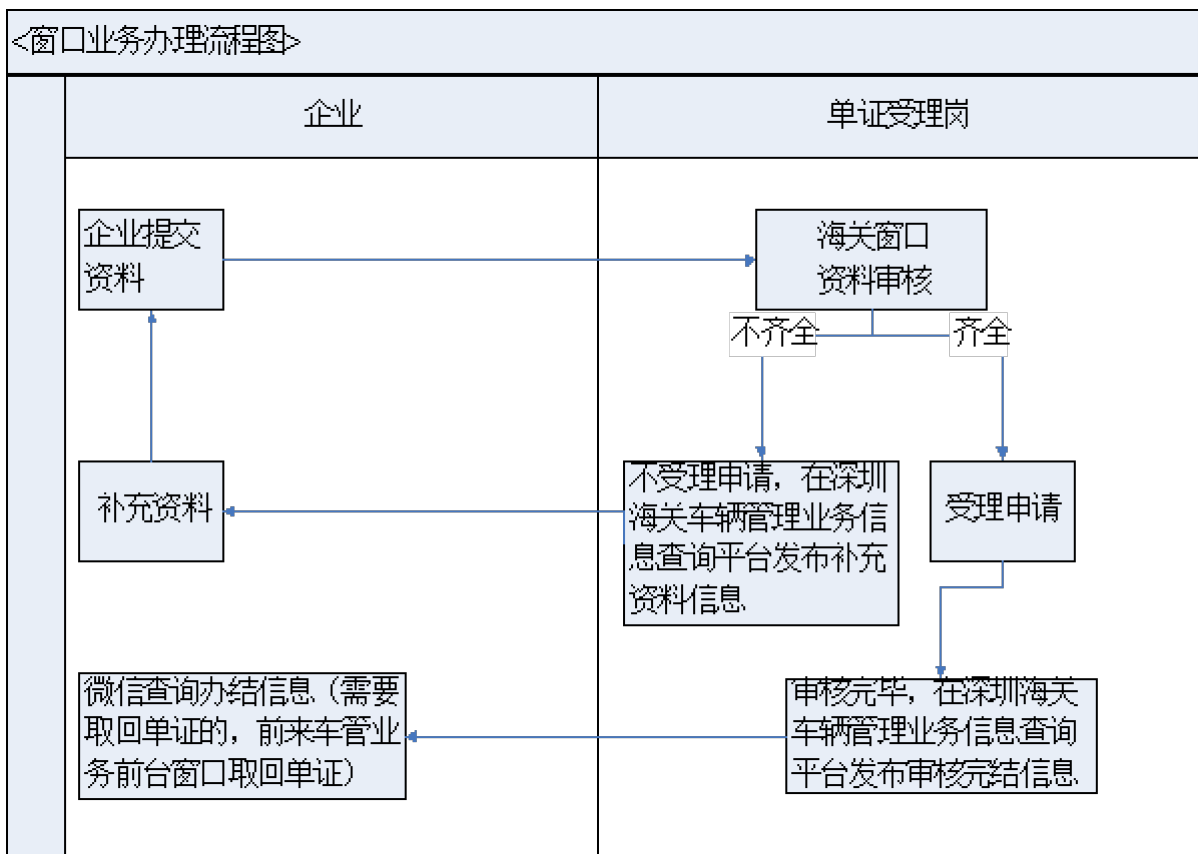 <窗口业务办理流程图>
企业
单证受理岗
企业提交
资料
海关窗口
资料审核
不齐全
齐全
补充资料
不受理申请，在深圳
海关车辆管理业务信
息查询平台发布补充
资料信息
受理申请
微信查询办结信息（需要
取回单证的，前来车管业
务前台窗口取回单证）
审核完毕，在深圳海关
车辆管理业务信息查询
平台发布审核完结信息